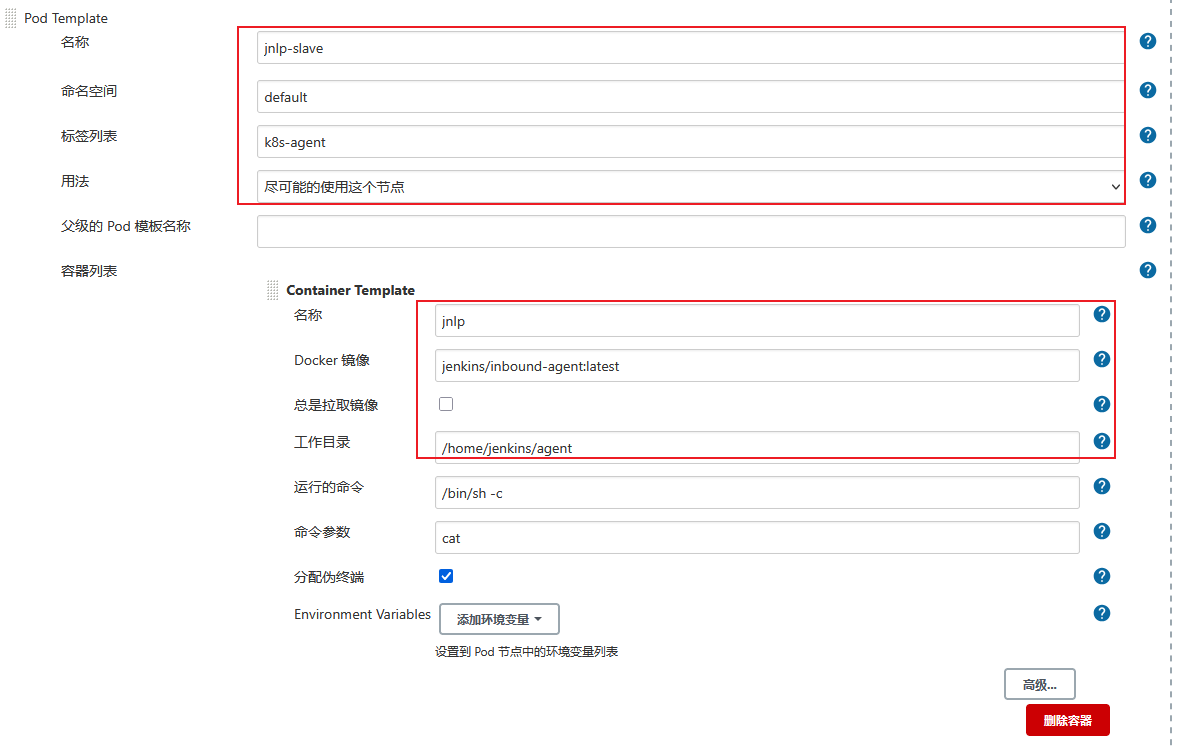 Pod Template
名称
jnlp-slave
命名空间
default
标签列表
k8s-agent
用法
尽可能的使用这个节点
父级的 Pod 模板名称
容器列表
Container Template
名称
jnlp
Docker 镜像
jenkins/inbound-agent:latest
总是拉取镜像
工作目录
/home/jenkins/agent
运行的命令
/bin/sh -c
命令参数
cat
分配伪终端
Environment Variables
添加环境变量
设置到 Pod 节点中的环境变量列表
高级...
删除容器